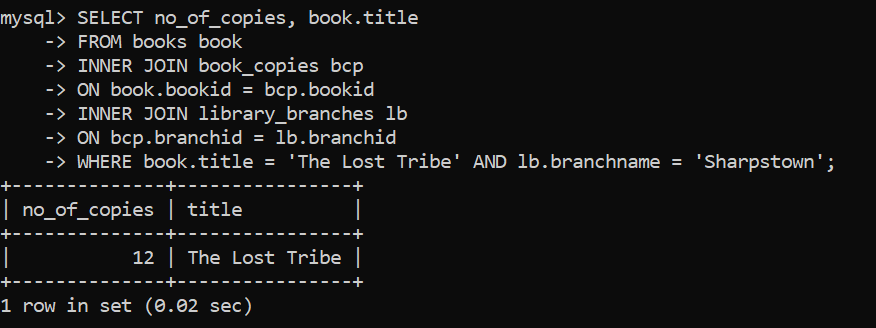 mysql> SELECT no_of_copies, book.title
    -> FROM books book
    -> INNER JOIN book_copies bcp
    -> ON book.bookid = bcp.bookid
    -> INNER JOIN library_branches lb
    -> ON bcp.branchid = lb.branchid
    -> WHERE book.title = 'The Lost Tribe' AND lb.branchname = 'Sharpstown';
+--------------+----------------+
| no_of_copies | title          |
+--------------+----------------+
|           12 | The Lost Tribe |
+--------------+----------------+
1 row in set (0.02 sec)